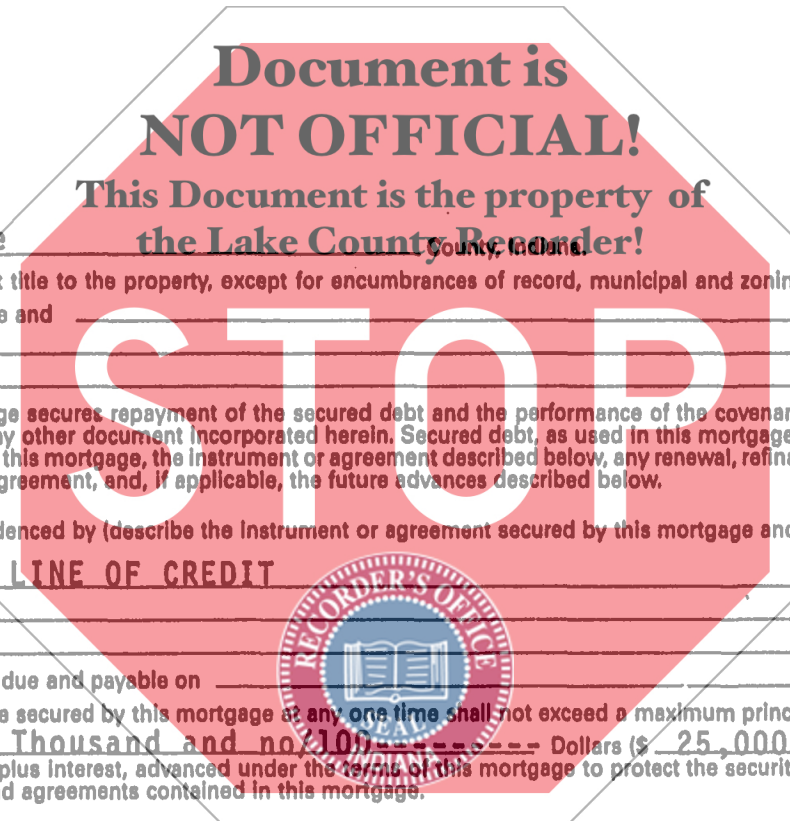 Document is
NOT OFFICIAL!
This Document is the property of
the Lake County Recorder!
County, Indiana.
title to the property, except for encumbrances of record, municipal and zonin
and
STOP
ge secures repayment of the secured debt and the performance of the covenan
y other document incorporated herein. Secured debt, as used in this mortgage
this mortgage, the instrument or agreement described below, any renewal, refina
greement, and, if applicable, the future advances described below.
denced by (describe the instrument or agreement secured by this mortgage and
LINE OF CREDIT
RECORDER'S OFFICE
SEAL
INDIANA
due and payable on
e secured by this mortgage at any one time shall not exceed a maximum princ
Thousand and no/100---------- Dollars ($ 25,000
plus interest, advanced under the terms of this mortgage to protect the securit
d agreements contained in this mortgage.